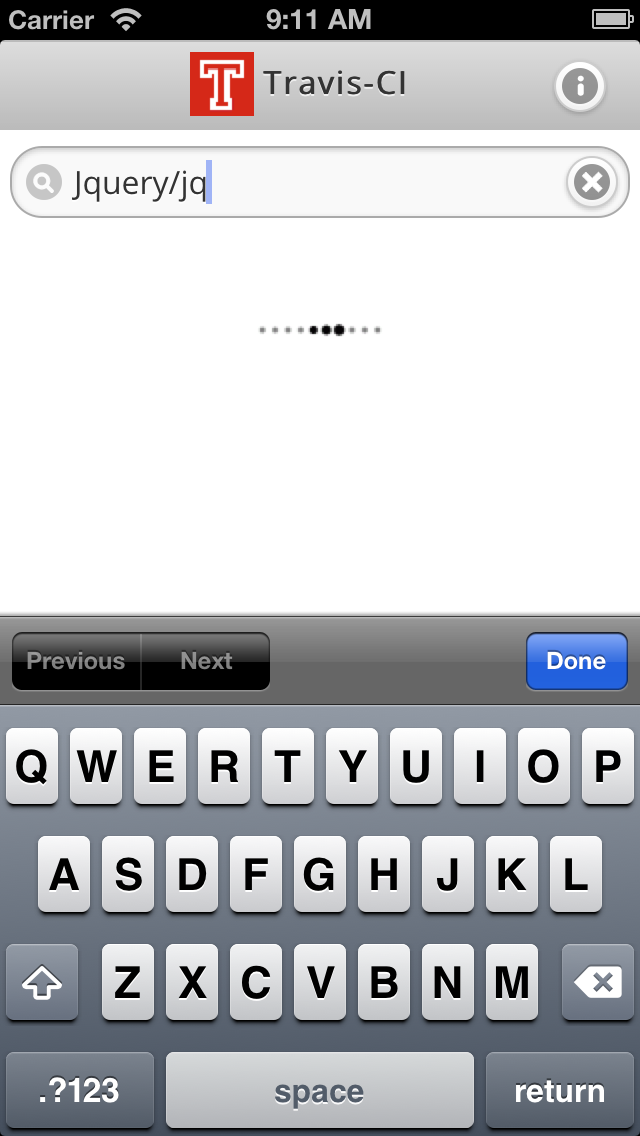 Carrier 9:11 AM
T Travis-CI
Jquery/jq
Previous Next Done
Q W E R T Y U I O P
A S D F G H J K L
Z X C V B N M
.?123 space return